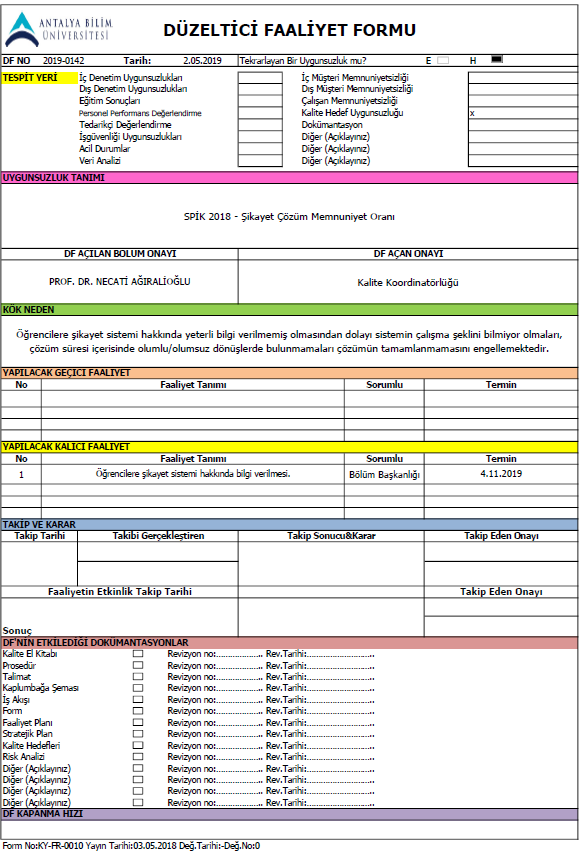 ANTALYA BİLİM
ÜNİVERSİTESİ
DÜZELTİCİ FAALİYET FORMU
DF NO 2019-0142 Tarih: 2.05.2019 Tekrarlayan Bir Uygunsuzluk mu? E H
TESPİT YERİ İç Denetim Uygunsuzlukları İç Müşteri Memnuniyetsizliği
Dış Denetim Uygunsuzlukları Dış Müşteri Memnuniyetsizliği
Eğitim Sonuçları Çalışan Memnuniyetsizliği
Personel Performans Değerlendirme Kalite Hedef Uygunsuzluğu x
Tedarikçi Değerlendirme Dokümantasyon
İşgüvenliği Uygunsuzlukları Diğer (Açıklayınız)
Acil Durumlar Diğer (Açıklayınız)
Veri Analizi Diğer (Açıklayınız)
UYGUNSUZLUK TANIMI
SPİK 2018 - Şikayet Çözüm Memnuniyet Oranı
DF AÇILAN BÖLÜM ONAYI DF AÇAN ONAYI
PROF. DR. NECATİ AĞIRALİOĞLU Kalite Koordinatörlüğü
KÖK NEDEN
Öğrencilere şikayet sistemi hakkında yeterli bilgi verilmemiş olmasından dolayı sistemin çalışma şeklini bilmiyor olmaları,
çözüm süresi içerisinde olumlu/olumsuz dönüşlerde bulunmamaları çözümün tamamlanmamasını engellemektedir.
YAPILACAK GEÇİCİ FAALİYET
No Faaliyet Tanımı Sorumlu Termin
YAPILACAK KALICI FAALİYET
No Faaliyet Tanımı Sorumlu Termin
1 Öğrencilere şikayet sistemi hakkında bilgi verilmesi. Bölüm Başkanlığı 4.11.2019
TAKİP VE KARAR
Takip Tarihi Takibi Gerçekleştiren Takip Sonucu&Karar Takip Eden Onayı
Faaliyetin Etkinlik Takip Tarihi Takip Eden Onayı
Sonuç
DF'NİN ETKİLEDİĞİ DOKÜMANTASYONLAR
Kalite El Kitabı Revizyon no:.................. Rev.Tarihi:...........................
Prosedür Revizyon no:.................. Rev.Tarihi:...........................
Talimat Revizyon no:.................. Rev.Tarihi:...........................
Kaplumbağa Şeması Revizyon no:.................. Rev.Tarihi:...........................
İş Akışı Revizyon no:.................. Rev.Tarihi:...........................
Form Revizyon no:.................. Rev.Tarihi:...........................
Faaliyet Planı Revizyon no:.................. Rev.Tarihi:...........................
Stratejik Plan Revizyon no:.................. Rev.Tarihi:...........................
Kalite Hedefleri Revizyon no:.................. Rev.Tarihi:...........................
Risk Analizi Revizyon no:.................. Rev.Tarihi:...........................
Diğer (Açıklayınız) Revizyon no:.................. Rev.Tarihi:...........................
Diğer (Açıklayınız) Revizyon no:.................. Rev.Tarihi:...........................
Diğer (Açıklayınız) Revizyon no:.................. Rev.Tarihi:...........................
Diğer (Açıklayınız) Revizyon no:.................. Rev.Tarihi:...........................
DF KAPANMA HIZI
Form No:KY-FR-0010 Yayın Tarihi:03.05.2018 Değ.Tarihi:-Değ.No:0